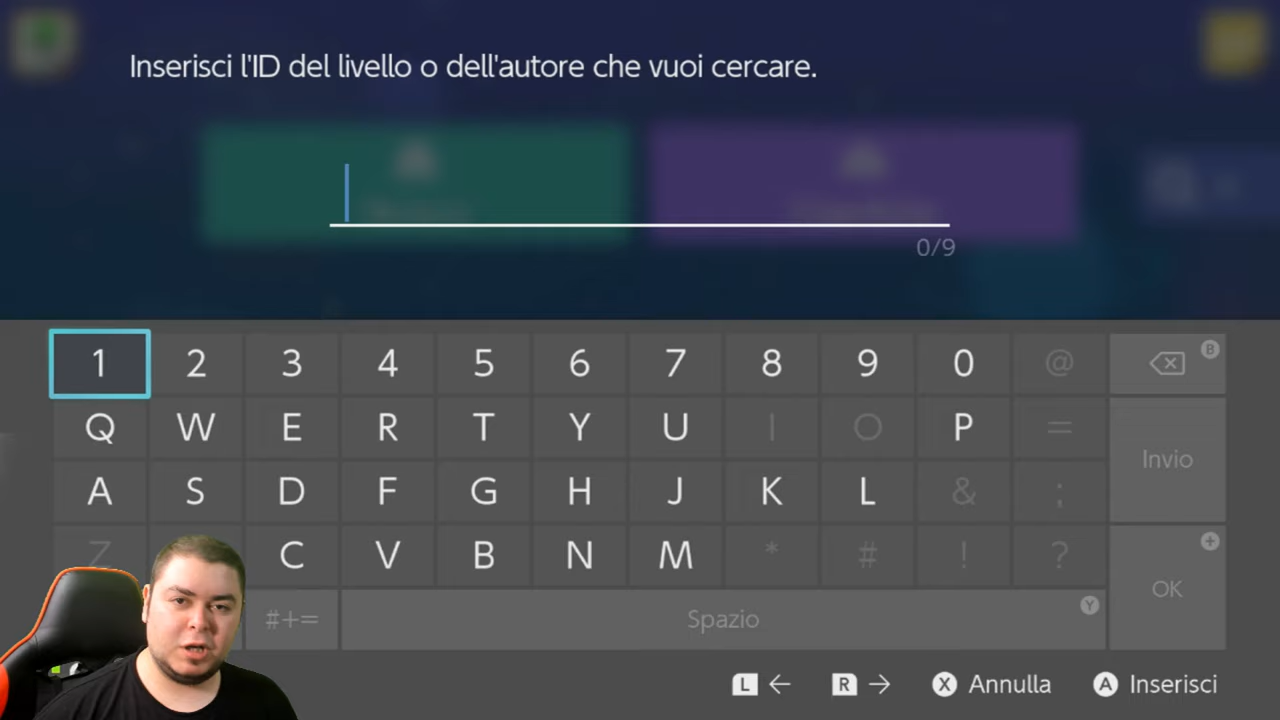 Inserisci l'ID del livello o dell'autore che vuoi cercare.
0/9
1 2 3 4 5 6 7 8 9 0 @ B
Q W E R T Y U I O P = Invio
A S D F G H J K L & ;
Z C V B N M * # ! ? +
#+= Spazio Y OK
L ← R → X Annulla A Inserisci